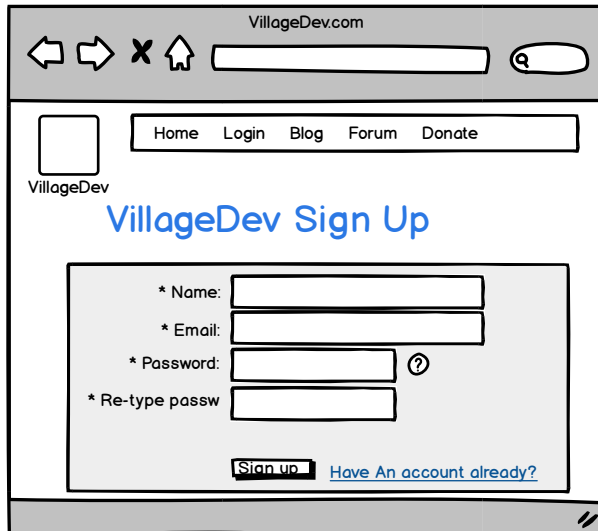 VillageDev.com
Home Login Blog Forum Donate
VillageDev
VillageDev Sign Up
* Name:
* Email:
* Password: ?
* Re-type passw
Sign up Have An account already?